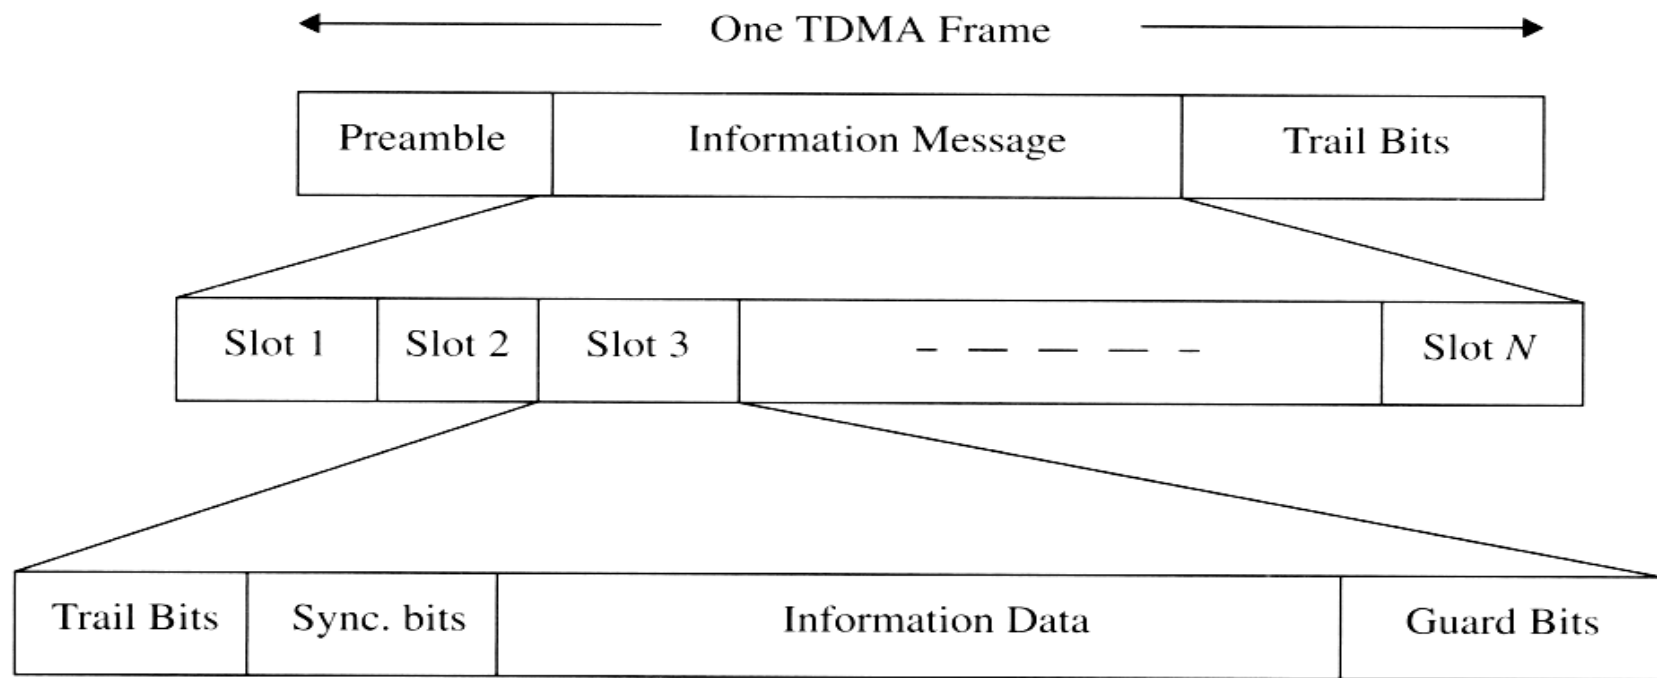 One TDMA Frame
Preamble Information Message Trail Bits
Slot 1 Slot 2 Slot 3 Slot N
Trail Bits Sync. bits Information Data Guard Bits